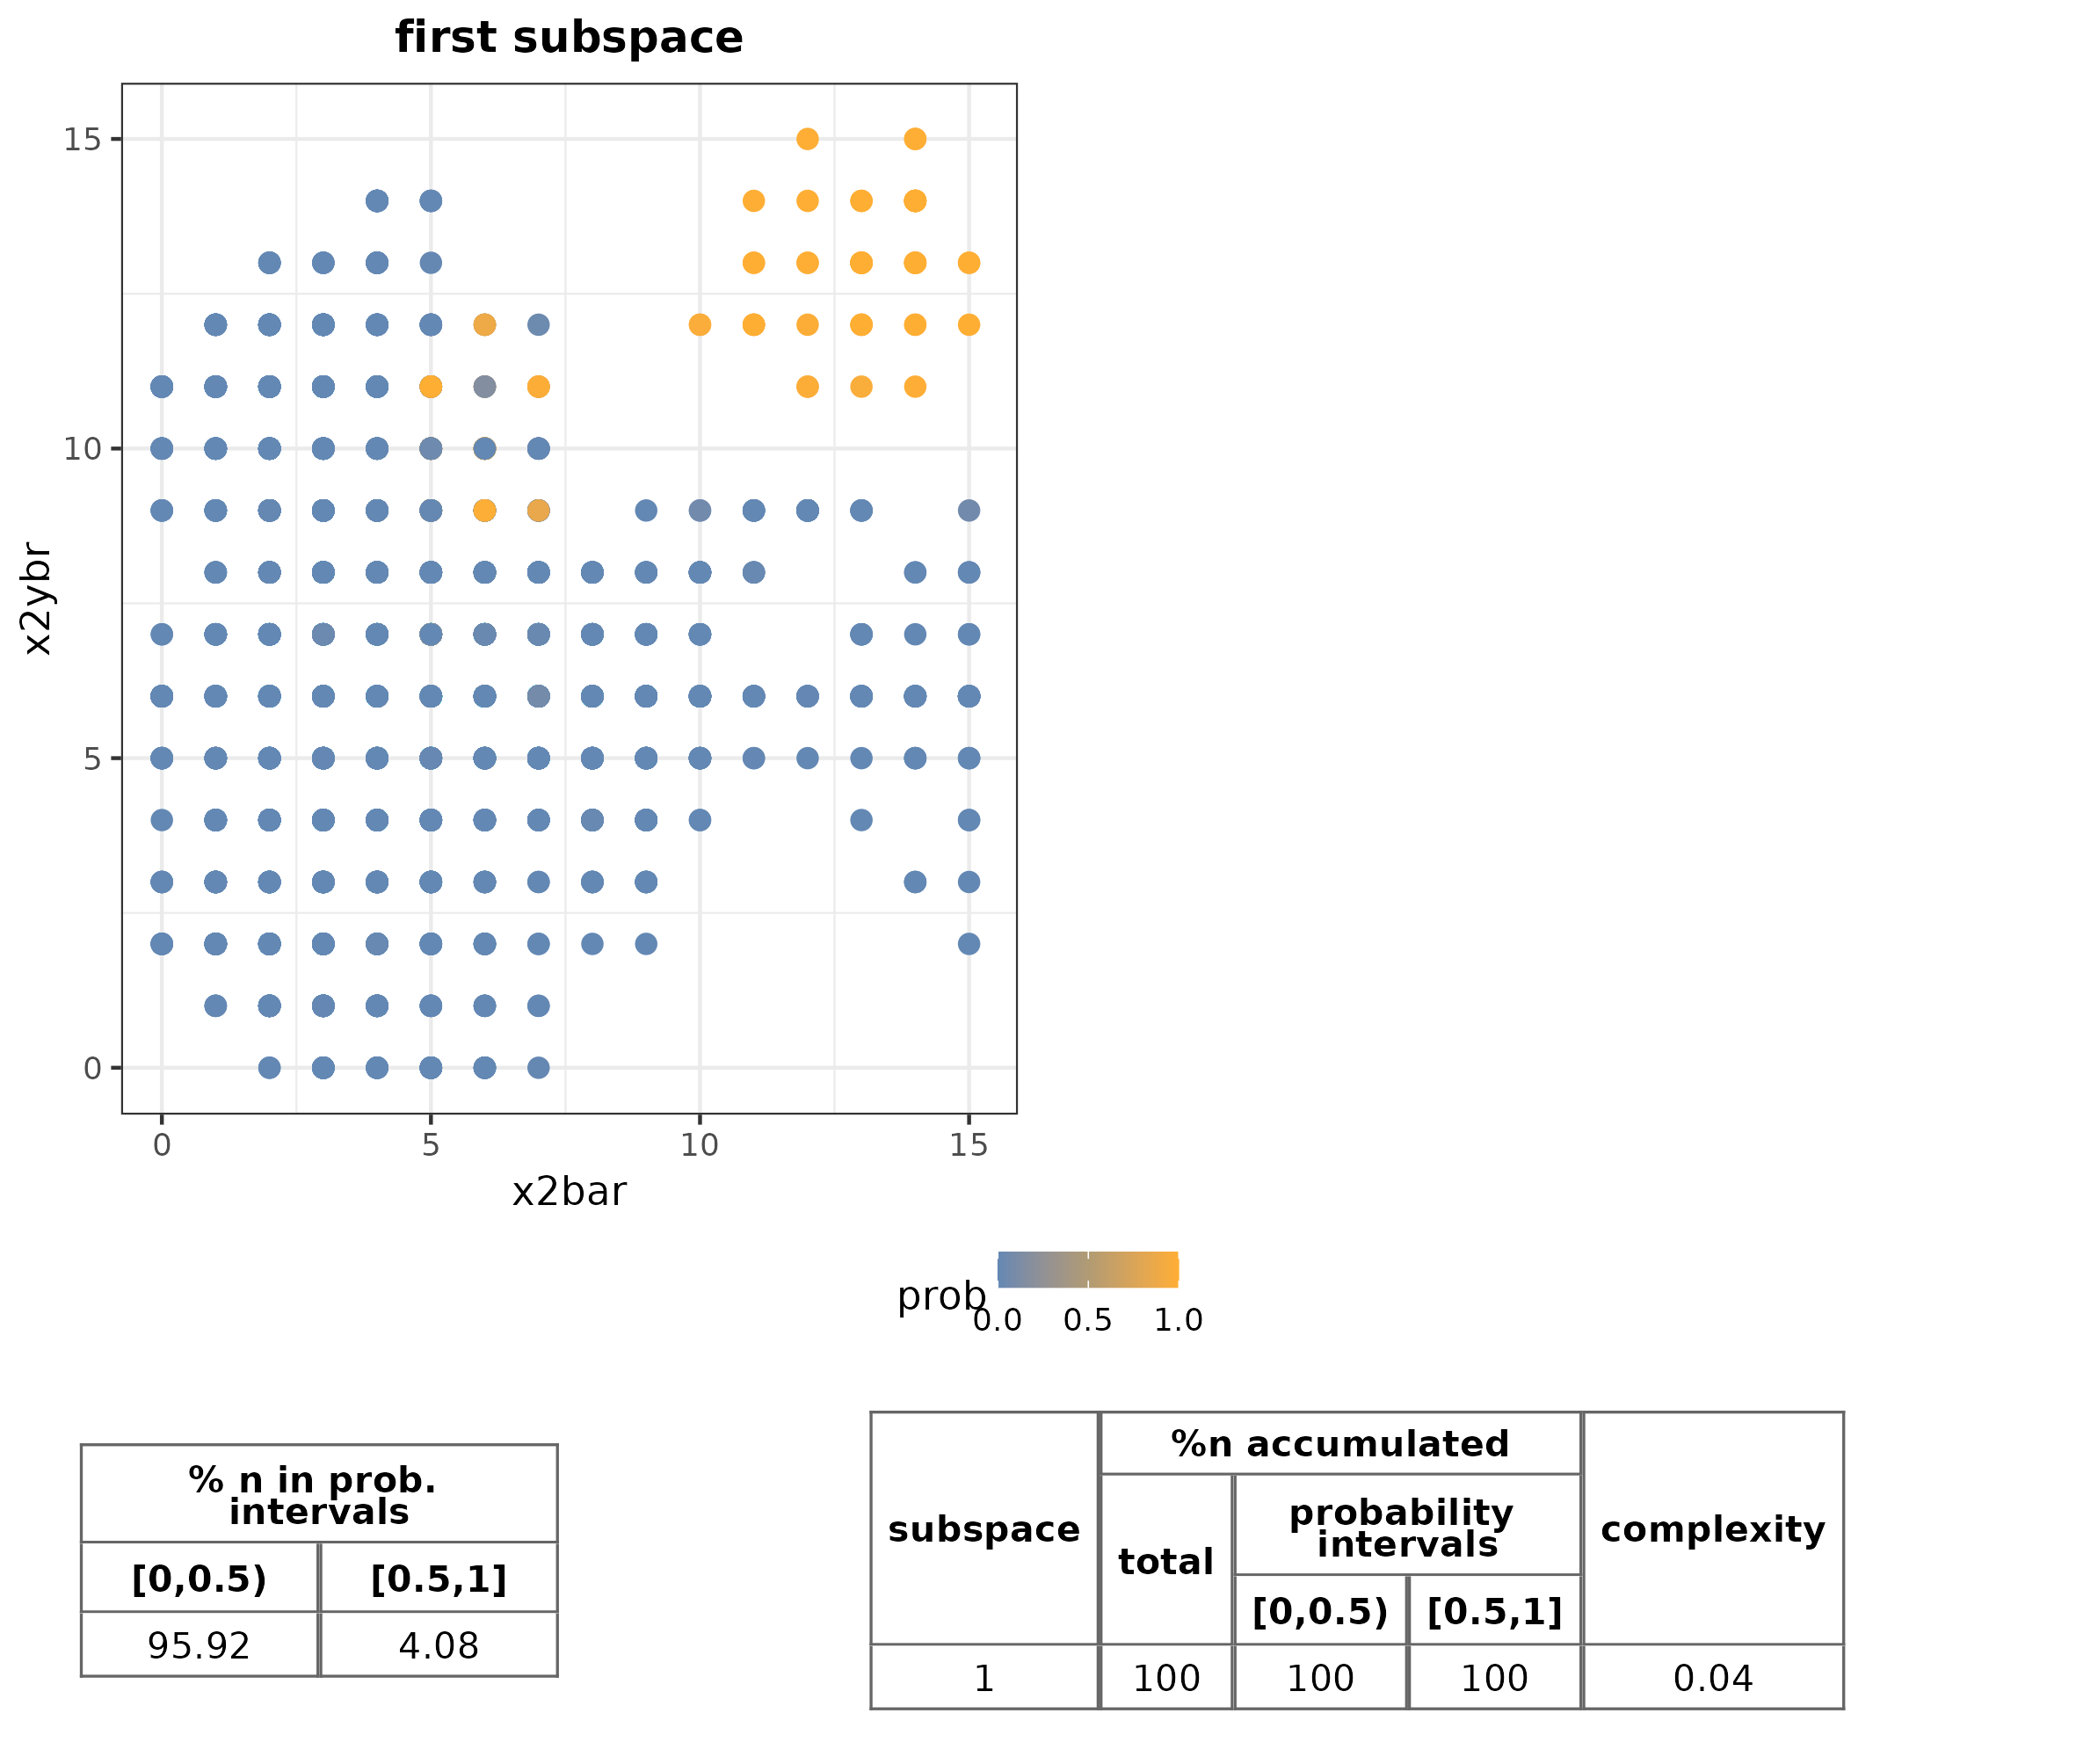 first subspace
15
10
5
0
x2ybr
0 5 10 15
x2bar
prob
0.0 0.5 1.0
% n in prob.
intervals
[0,0.5) [0.5,1]
95.92 4.08
subspace
%n accumulated
total
probability
intervals
[0,0.5) [0.5,1]
complexity
1 100 100 100 0.04